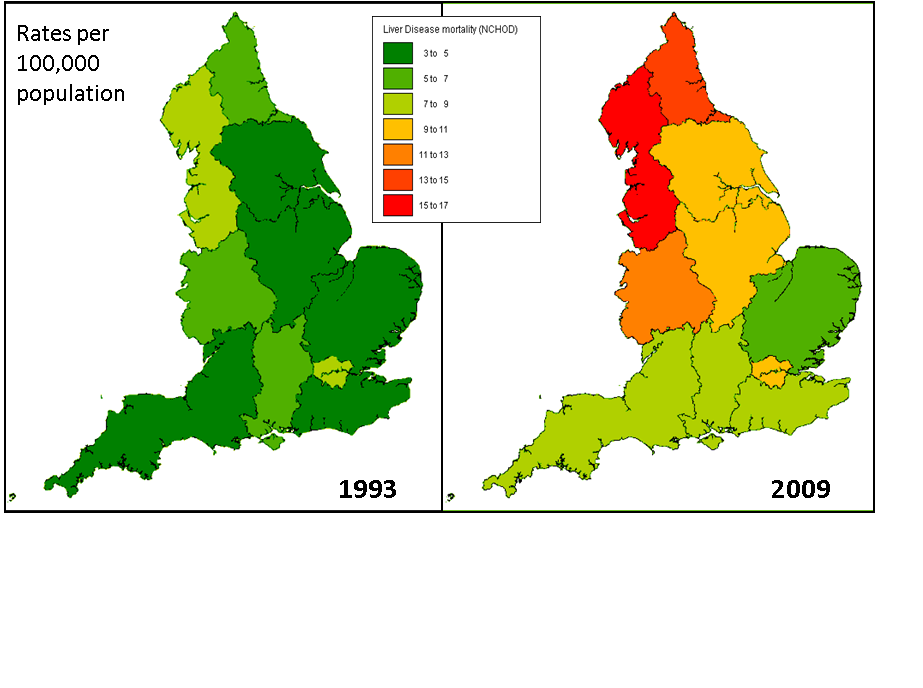 Rates per
100,000
population
Liver Disease mortality (NCHOD)
3 to 5
5 to 7
7 to 9
9 to 11
11 to 13
13 to 15
15 to 17
1993
2009